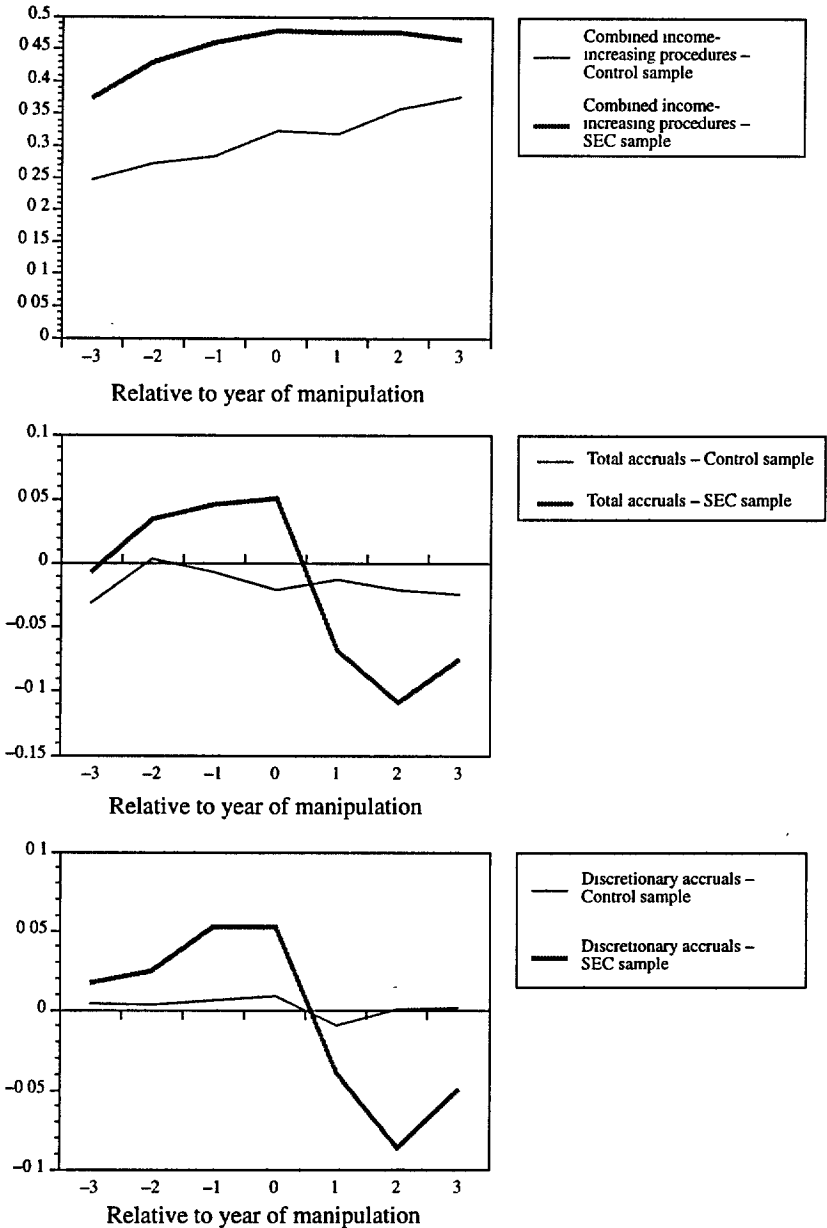 0.5
0.45
0.4
0.35
0.3
0.25
0.2
0 15
0.1
0 05
0
−3 −2 −1 0 1 2 3
Relative to year of manipulation
Combined income-
increasing procedures –
Control sample
Combined income-
increasing procedures –
SEC sample
0.1
0 05
0
−0.05
−0 1
−0.15
−3 −2 −1 0 1 2 3
Relative to year of manipulation
Total accruals – Control sample
Total accruals – SEC sample
0 1
0 05
0
−0 05
−0 1
−3 −2 −1 0 1 2 3
Relative to year of manipulation
Discretionary accruals –
Control sample
Discretionary accruals –
SEC sample